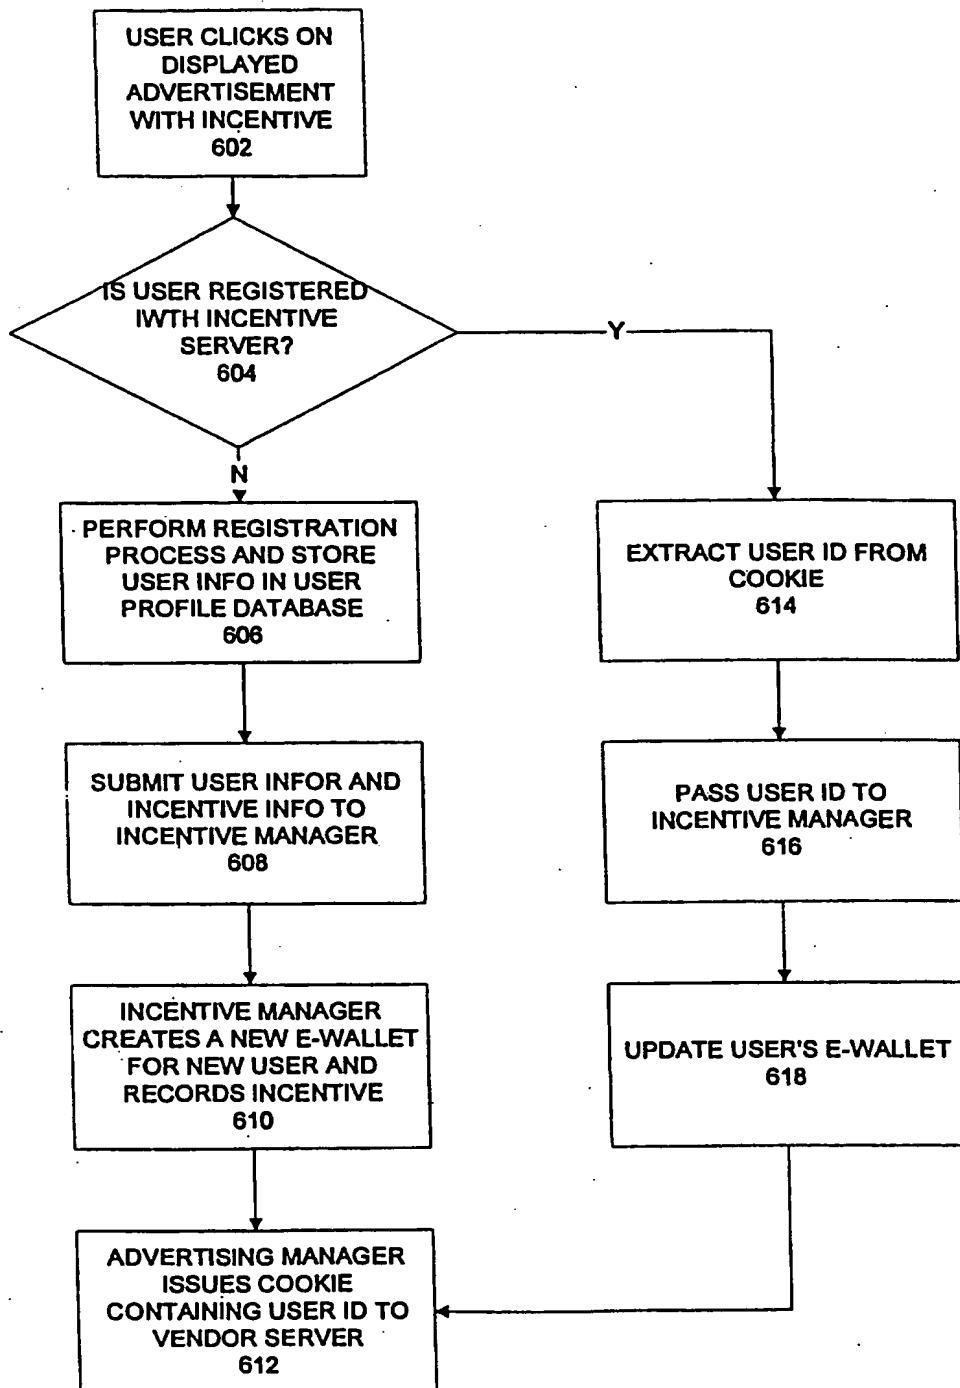 USER CLICKS ON
DISPLAYED
ADVERTISEMENT
WITH INCENTIVE
602
IS USER REGISTERED
IWTH INCENTIVE
SERVER?
604
Y
N
PERFORM REGISTRATION
PROCESS AND STORE
USER INFO IN USER
PROFILE DATABASE
606
EXTRACT USER ID FROM
COOKIE
614
SUBMIT USER INFOR AND
INCENTIVE INFO TO
INCENTIVE MANAGER
608
PASS USER ID TO
INCENTIVE MANAGER
616
INCENTIVE MANAGER
CREATES A NEW E-WALLET
FOR NEW USER AND
RECORDS INCENTIVE
610
UPDATE USER'S E-WALLET
618
ADVERTISING MANAGER
ISSUES COOKIE
CONTAINING USER ID TO
VENDOR SERVER
612